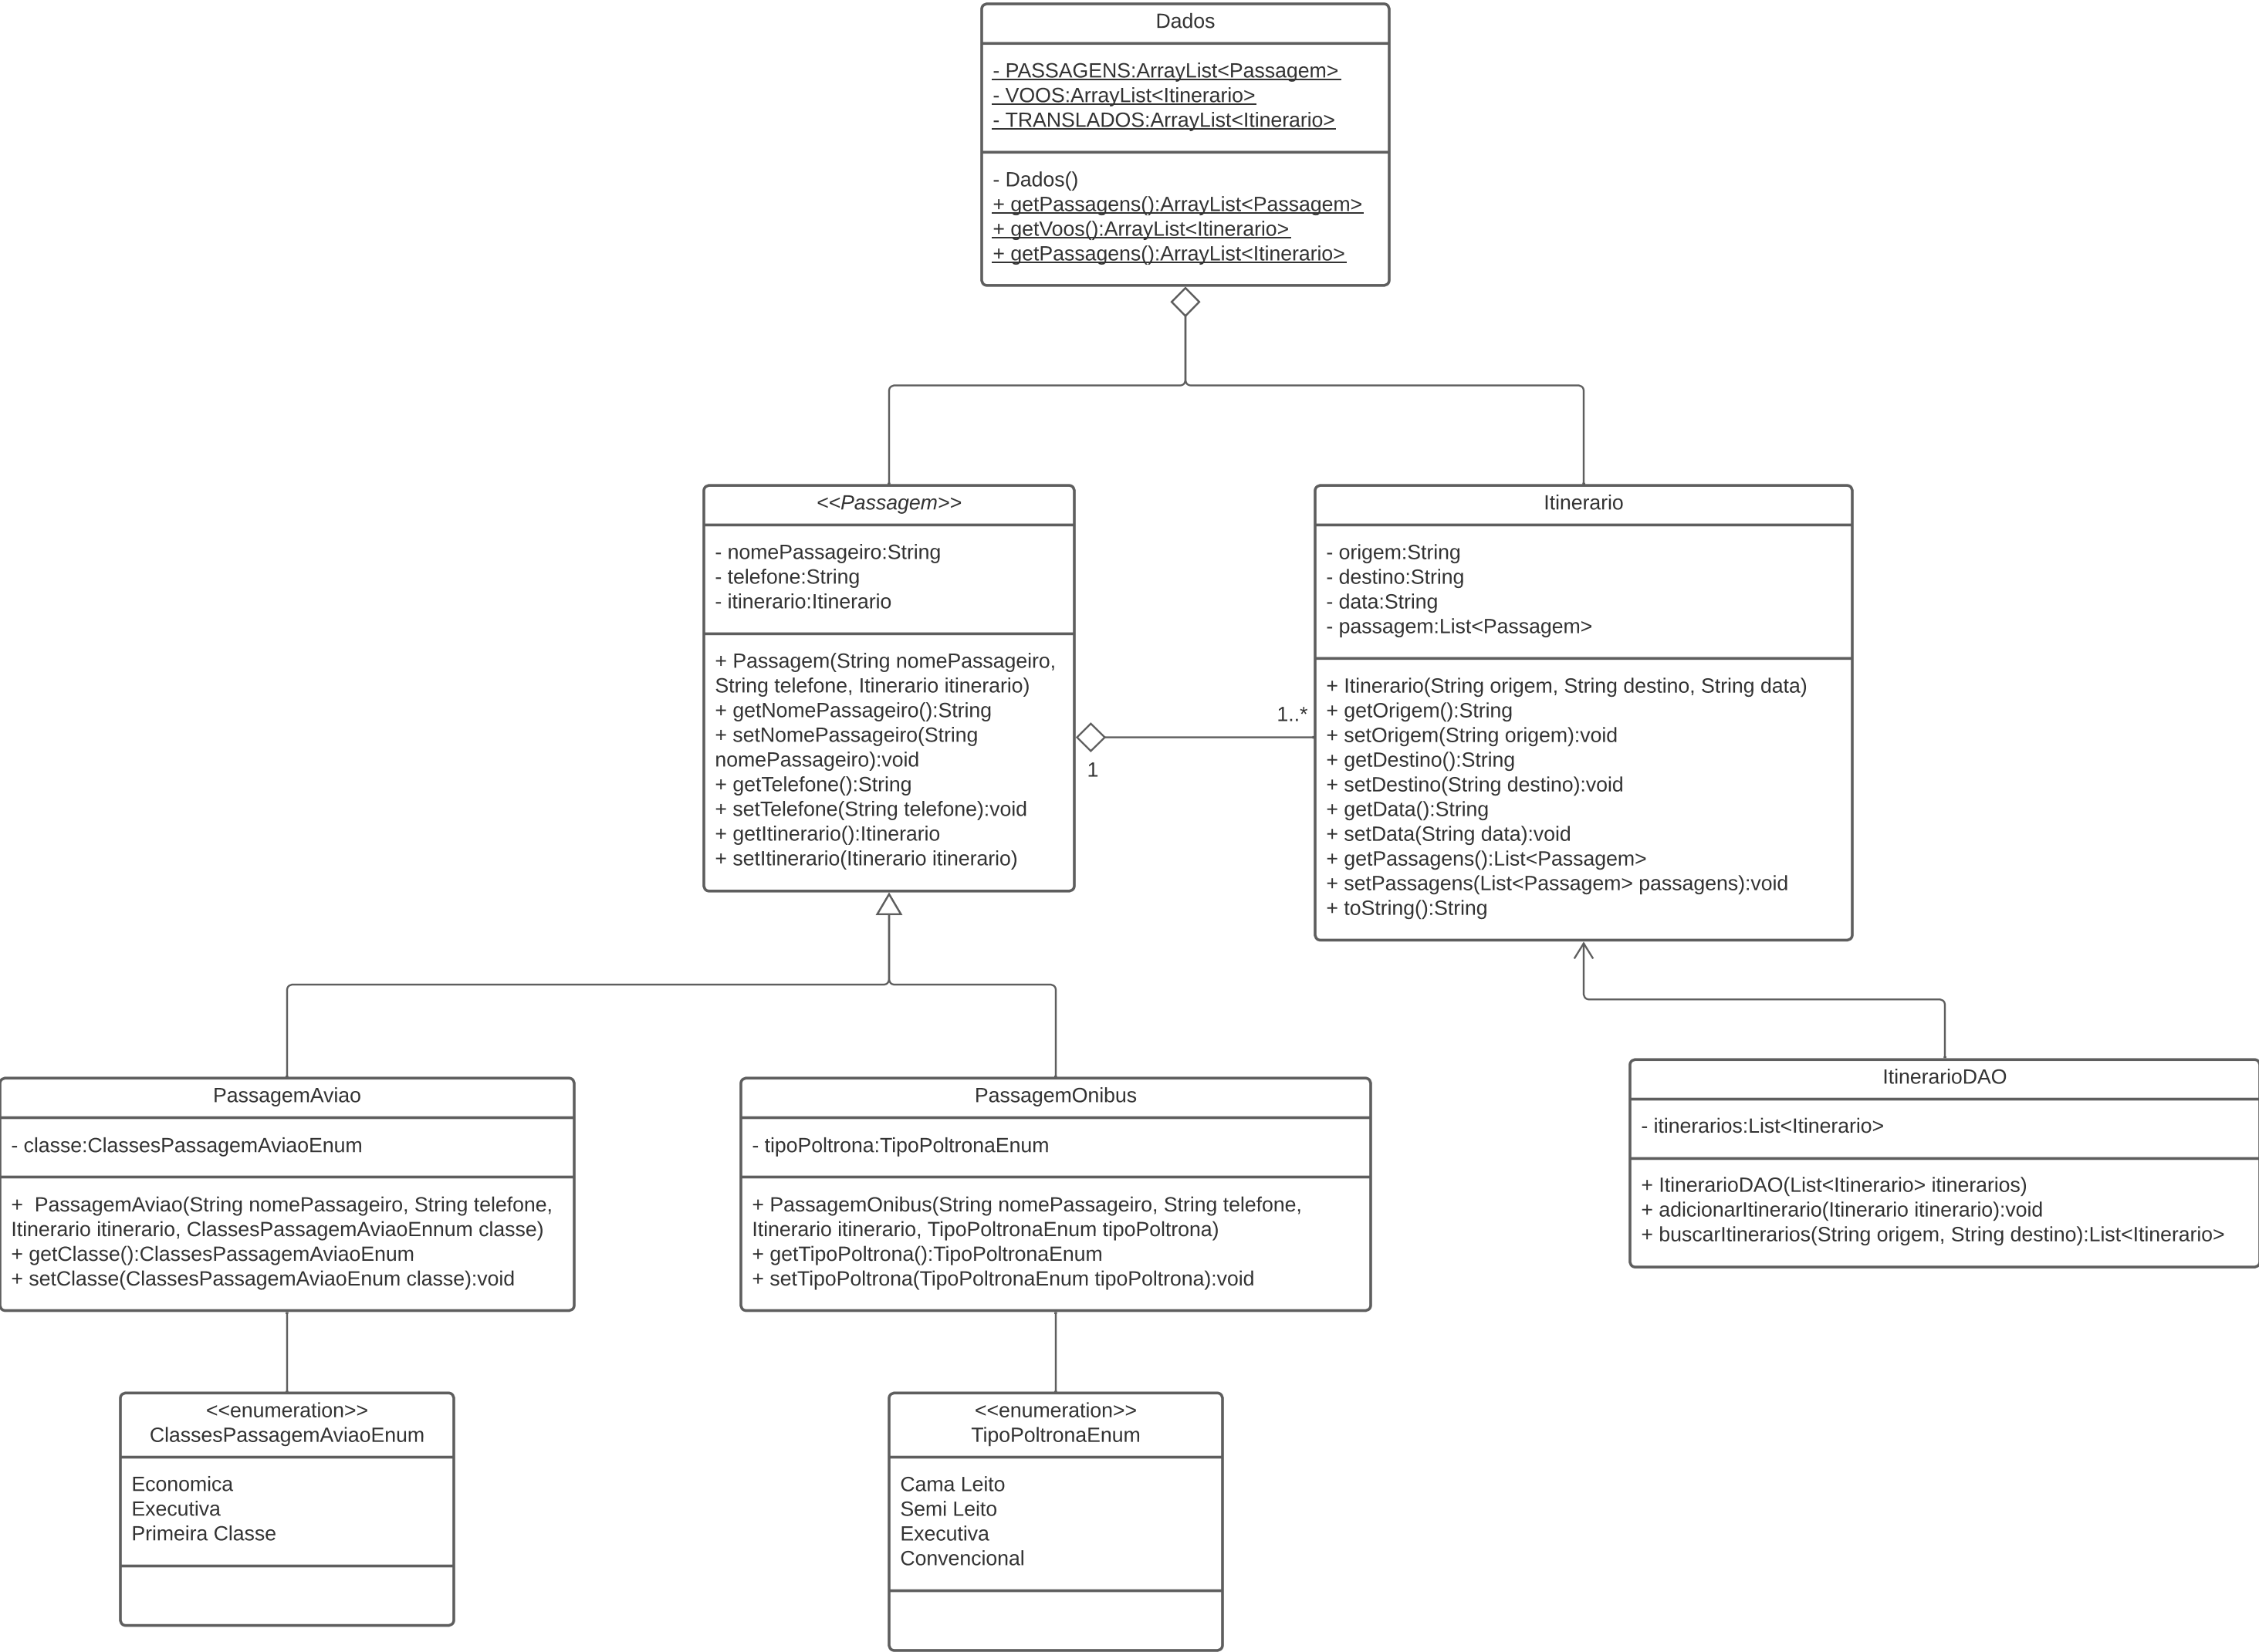 Dados
- PASSAGENS:ArrayList<Passagem>
- VOOS:ArrayList<Itinerario>
- TRANSLADOS:ArrayList<Itinerario>
- Dados()
+ getPassagens():ArrayList<Passagem>
+ getVoos():ArrayList<Itinerario>
+ getPassagens():ArrayList<Itinerario>
<<Passagem>>
- nomePassageiro:String
- telefone:String
- itinerario:Itinerario
+ Passagem(String nomePassageiro,
String telefone, Itinerario itinerario)
+ getNomePassageiro():String
+ setNomePassageiro(String
nomePassageiro):void
+ getTelefone():String
+ setTelefone(String telefone):void
+ getItinerario():Itinerario
+ setItinerario(Itinerario itinerario)
1..*
1
Itinerario
- origem:String
- destino:String
- data:String
- passagem:List<Passagem>
+ Itinerario(String origem, String destino, String data)
+ getOrigem():String
+ setOrigem(String origem):void
+ getDestino():String
+ setDestino(String destino):void
+ getData():String
+ setData(String data):void
+ getPassagens():List<Passagem>
+ setPassagens(List<Passagem> passagens):void
+ toString():String
PassagemAviao
- classe:ClassesPassagemAviaoEnum
+  PassagemAviao(String nomePassageiro, String telefone,
Itinerario itinerario, ClassesPassagemAviaoEnnum classe)
+ getClasse():ClassesPassagemAviaoEnum
+ setClasse(ClassesPassagemAviaoEnum classe):void
PassagemOnibus
- tipoPoltrona:TipoPoltronaEnum
+ PassagemOnibus(String nomePassageiro, String telefone,
Itinerario itinerario, TipoPoltronaEnum tipoPoltrona)
+ getTipoPoltrona():TipoPoltronaEnum
+ setTipoPoltrona(TipoPoltronaEnum tipoPoltrona):void
ItinerarioDAO
- itinerarios:List<Itinerario>
+ ItinerarioDAO(List<Itinerario> itinerarios)
+ adicionarItinerario(Itinerario itinerario):void
+ buscarItinerarios(String origem, String destino):List<Itinerario>
<<enumeration>>
ClassesPassagemAviaoEnum
Economica
Executiva
Primeira Classe
<<enumeration>>
TipoPoltronaEnum
Cama Leito
Semi Leito
Executiva
Convencional